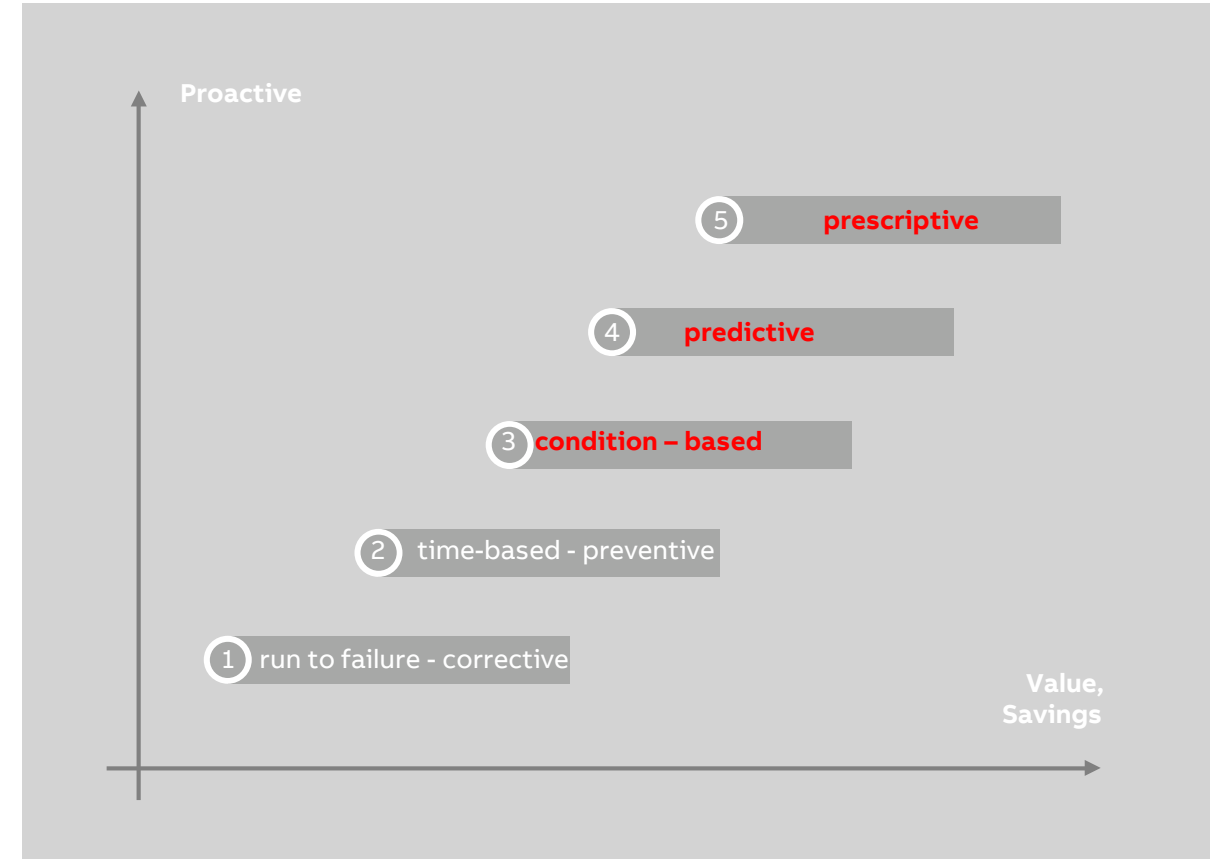 Proactive
5 prescriptive
4 predictive
3 condition – based
2 time-based - preventive
1 run to failure - corrective
Value,
Savings